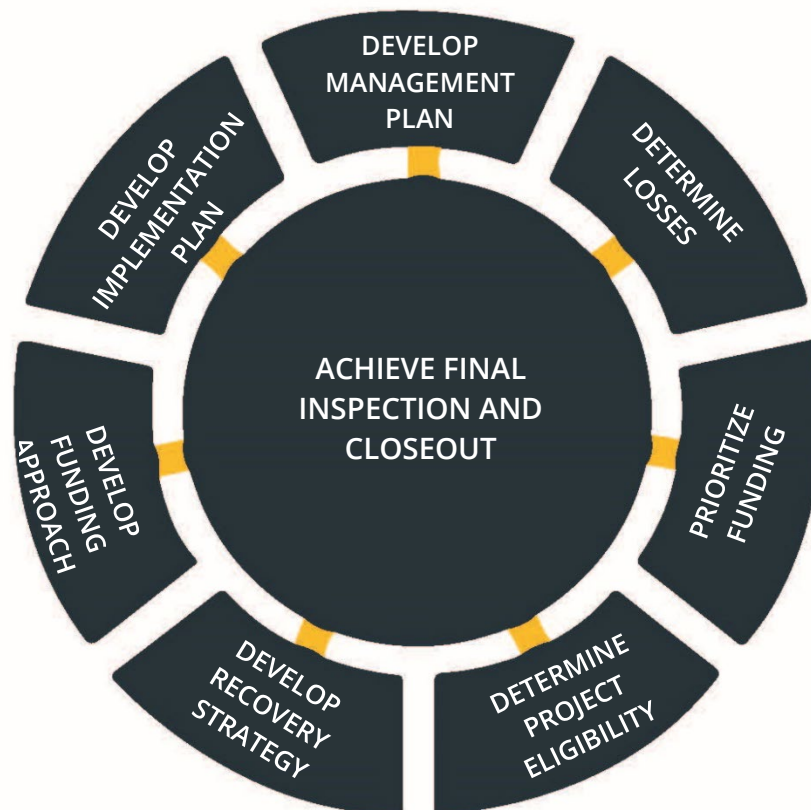 DEVELOP
MANAGEMENT
PLAN
DETERMINE
LOSSES
PRIORITIZE
FUNDING
DETERMINE
PROJECT
ELIGIBILITY
DEVELOP
RECOVERY
STRATEGY
DEVELOP
FUNDING
APPROACH
DEVELOP
IMPLEMENTATION
PLAN
ACHIEVE FINAL
INSPECTION AND
CLOSEOUT